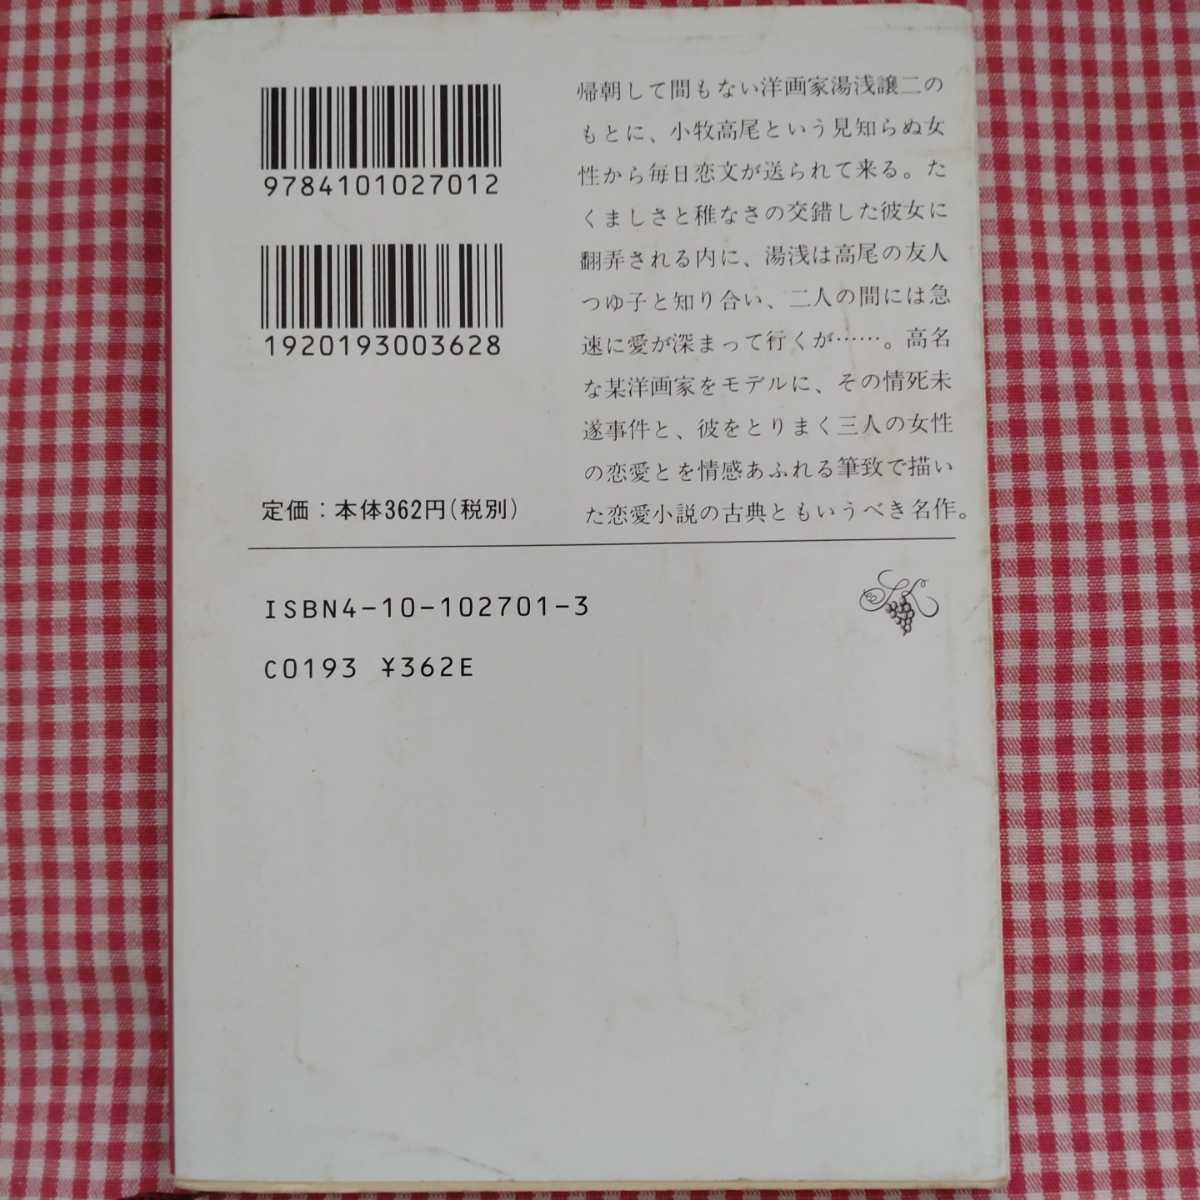 9784101027012
1920193003628
定価：本体362円(税別)
帰朝して間もない洋画家湯浅譲二の
もとに、小牧高尾という見知らぬ女
性から毎日恋文が送られて来る。た
くましさと稚なさの交錯した彼女に
翻弄される内に、湯浅は高尾の友人
つゆ子と知り合い、二人の間には急
速に愛が深まって行くが……。高名
な某洋画家をモデルに、その情死未
遂事件と、彼をとりまく三人の女性
の恋愛とを情感あふれる筆致で描い
た恋愛小説の古典ともいうべき名作。
ISBN4-10-102701-3
C0193 ¥362E